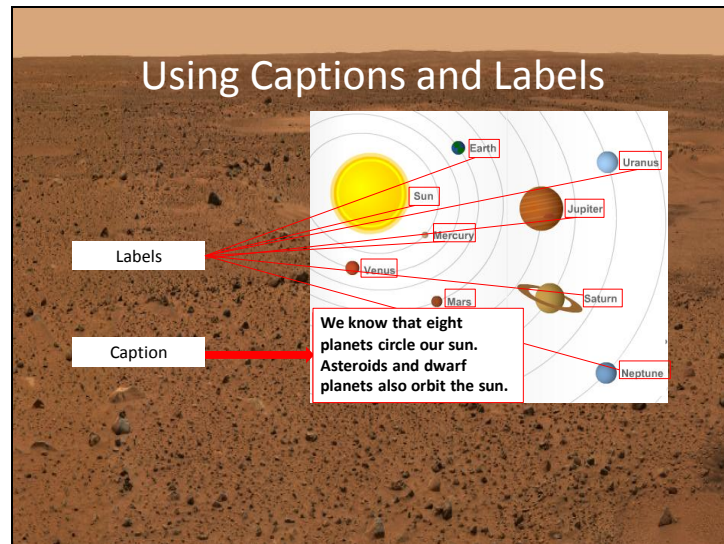 Using Captions and Labels
Earth
Uranus
Sun
Jupiter
Mercury
Labels
Venus
Saturn
Mars
We know that eight
planets circle our sun.
Asteroids and dwarf
planets also orbit the sun.
Caption
Neptune